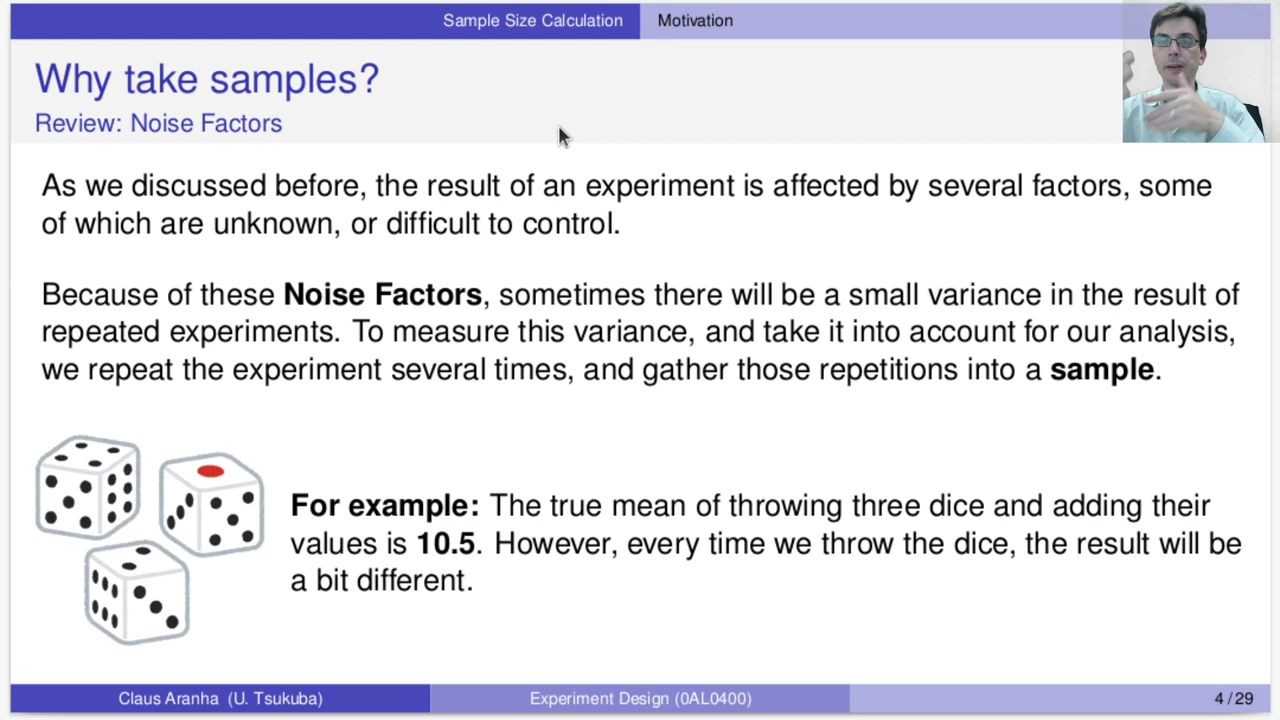 Sample Size Calculation Motivation
Why take samples?
Review: Noise Factors
As we discussed before, the result of an experiment is affected by several factors, some
of which are unknown, or difficult to control.
Because of these Noise Factors, sometimes there will be a small variance in the result of
repeated experiments. To measure this variance, and take it into account for our analysis,
we repeat the experiment several times, and gather those repetitions into a sample.
For example: The true mean of throwing three dice and adding their
values is 10.5. However, every time we throw the dice, the result will be
a bit different.
Claus Aranha (U. Tsukuba) Experiment Design (0AL0400) 4 / 29